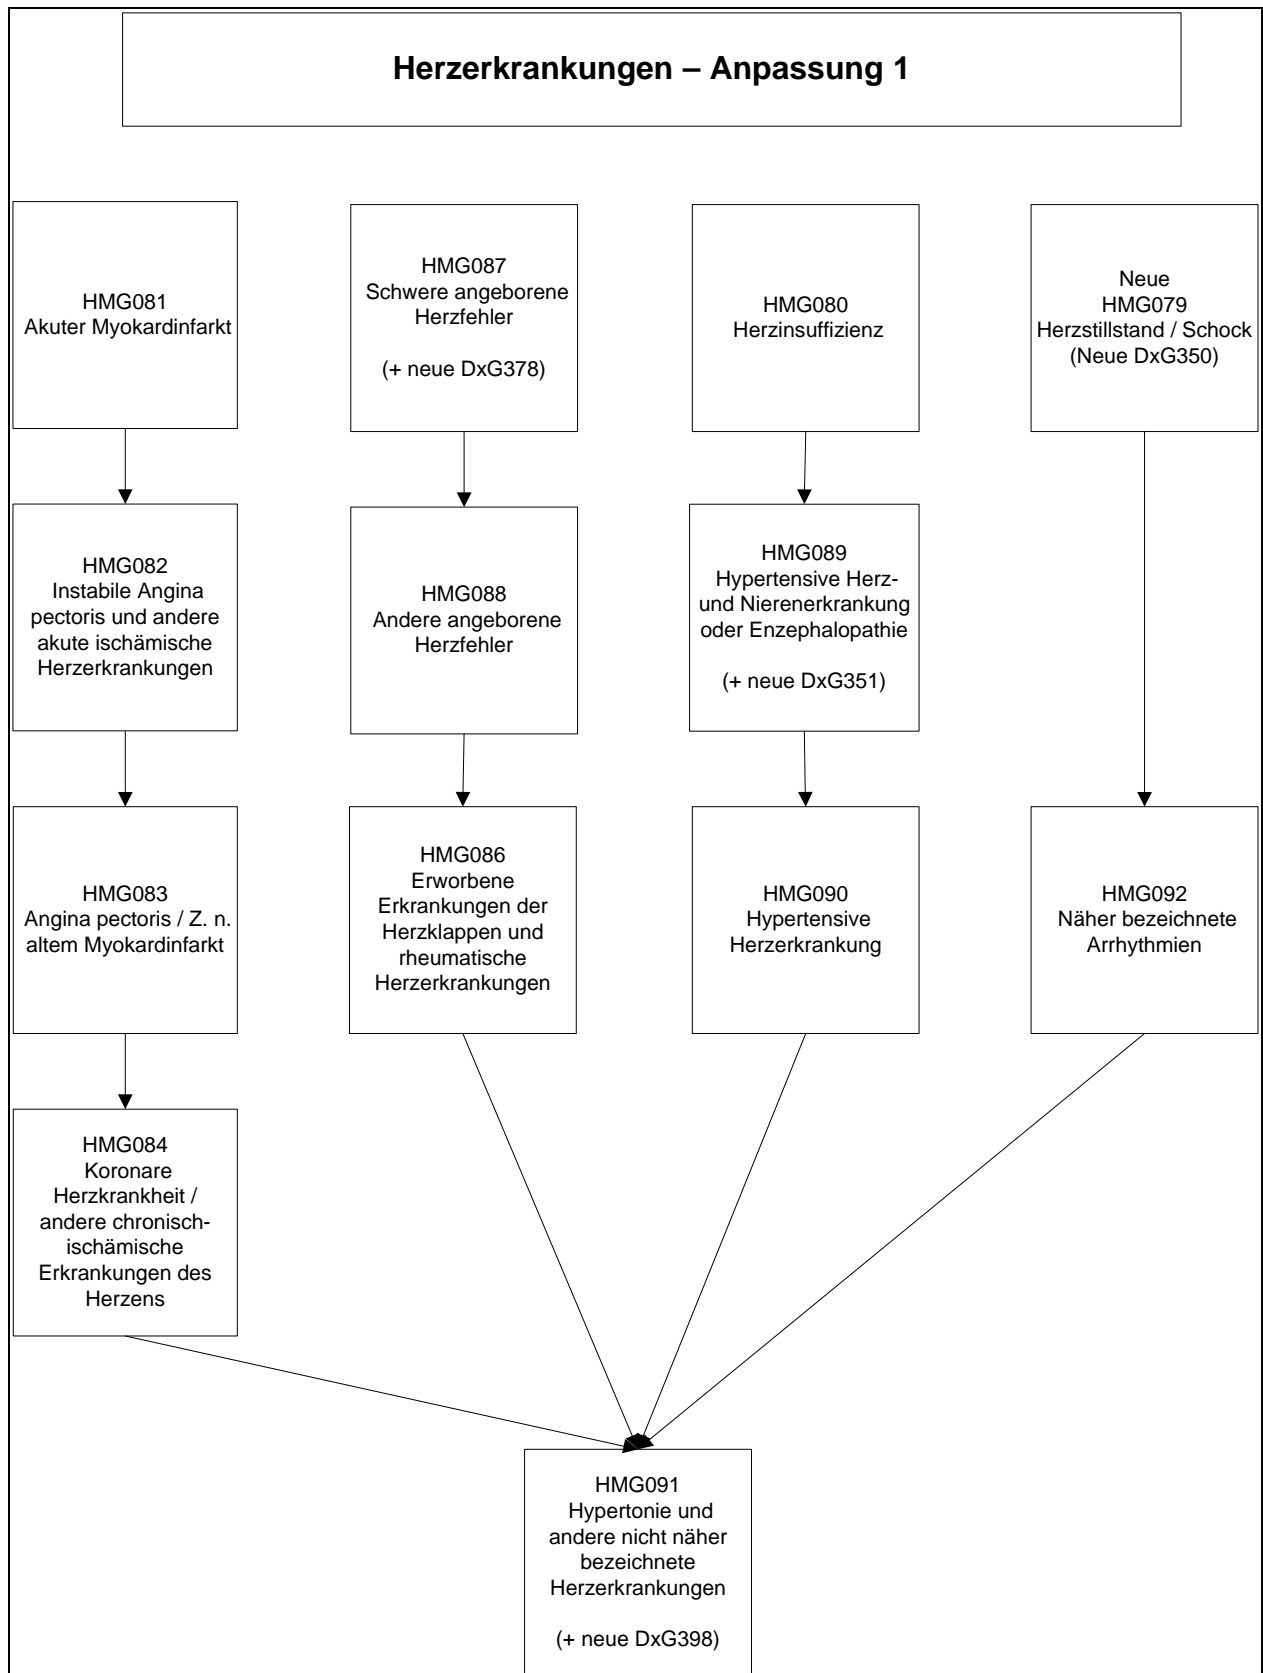 Herzerkrankungen – Anpassung 1
HMG081
Akuter Myokardinfarkt
HMG087
Schwere angeborene
Herzfehler
(+ neue DxG378)
HMG080
Herzinsuffizienz
Neue
HMG079
Herzstillstand / Schock
(Neue DxG350)
HMG082
Instabile Angina
pectoris und andere
akute ischämische
Herzerkrankungen
HMG088
Andere angeborene
Herzfehler
HMG089
Hypertensive Herz-
und Nierenerkrankung
oder Enzephalopathie
(+ neue DxG351)
HMG083
Angina pectoris / Z. n.
altem Myokardinfarkt
HMG086
Erworbene
Erkrankungen der
Herzklappen und
rheumatische
Herzerkrankungen
HMG090
Hypertensive
Herzerkrankung
HMG092
Näher bezeichnete
Arrhythmien
HMG084
Koronare
Herzkrankheit /
andere chronisch-
ischämische
Erkrankungen des
Herzens
HMG091
Hypertonie und
andere nicht näher
bezeichnete
Herzerkrankungen
(+ neue DxG398)